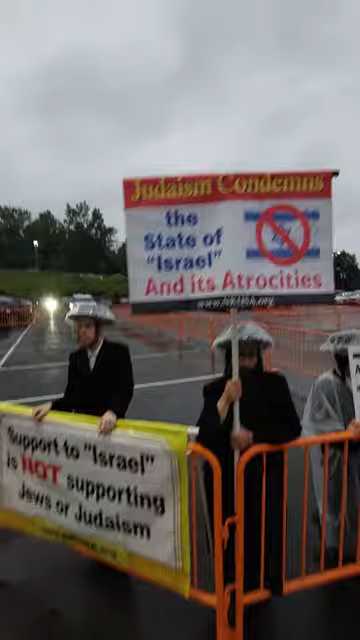 Judaism Condemns
the
State of
"Israel"
And its Atrocities
Support to "Israel"
is NOT supporting
Jews or Judaism